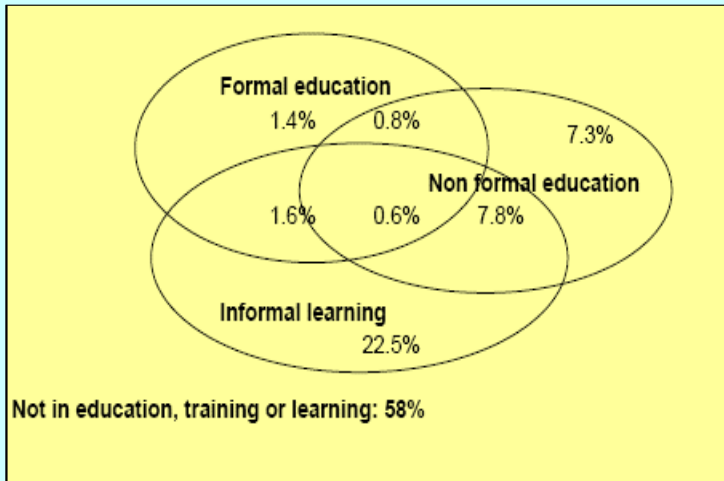 Formal education
1.4% 0.8%
7.3%
Non formal education
1.6% 0.6% 7.8%
Informal learning
22.5%
Not in education, training or learning: 58%